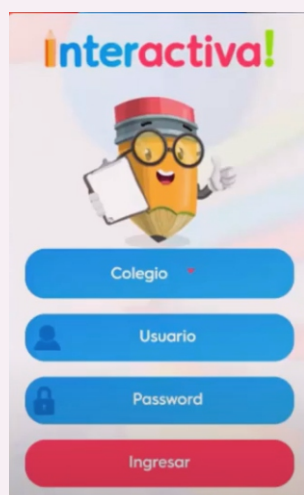 Interactiva!
Colegio *
Usuario
Password
Ingresar